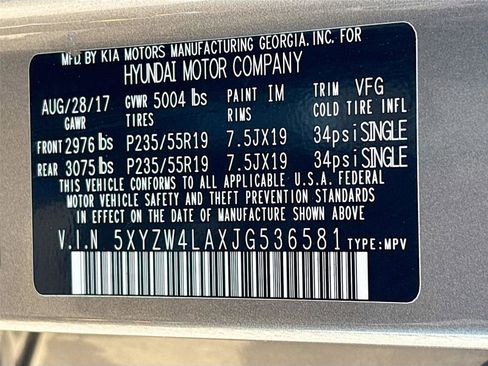 MFD. BY KIA MOTORS MANUFACTURING GEORGIA, INC. FOR
HYUNDAI MOTOR COMPANY
AUG/28/17 GVWR 5004 lbs PAINT IM TRIM VFG
GAWR TIRES RIMS COLD TIRE INFL
FRONT 2976 lbs P235/55R19 7.5JX19 34psi SINGLE
REAR 3075 lbs P235/55R19 7.5JX19 34psi SINGLE
THIS VEHICLE CONFORMS TO ALL APPLICABLE U.S.A. FEDERAL
MOTOR VEHICLE SAFETY AND THEFT PREVENTION STANDARDS
IN EFFECT ON THE DATE OF MANUFACTURE SHOWN ABOVE.
V.I.N 5XYZW4LAXJG536581 TYPE: MPV